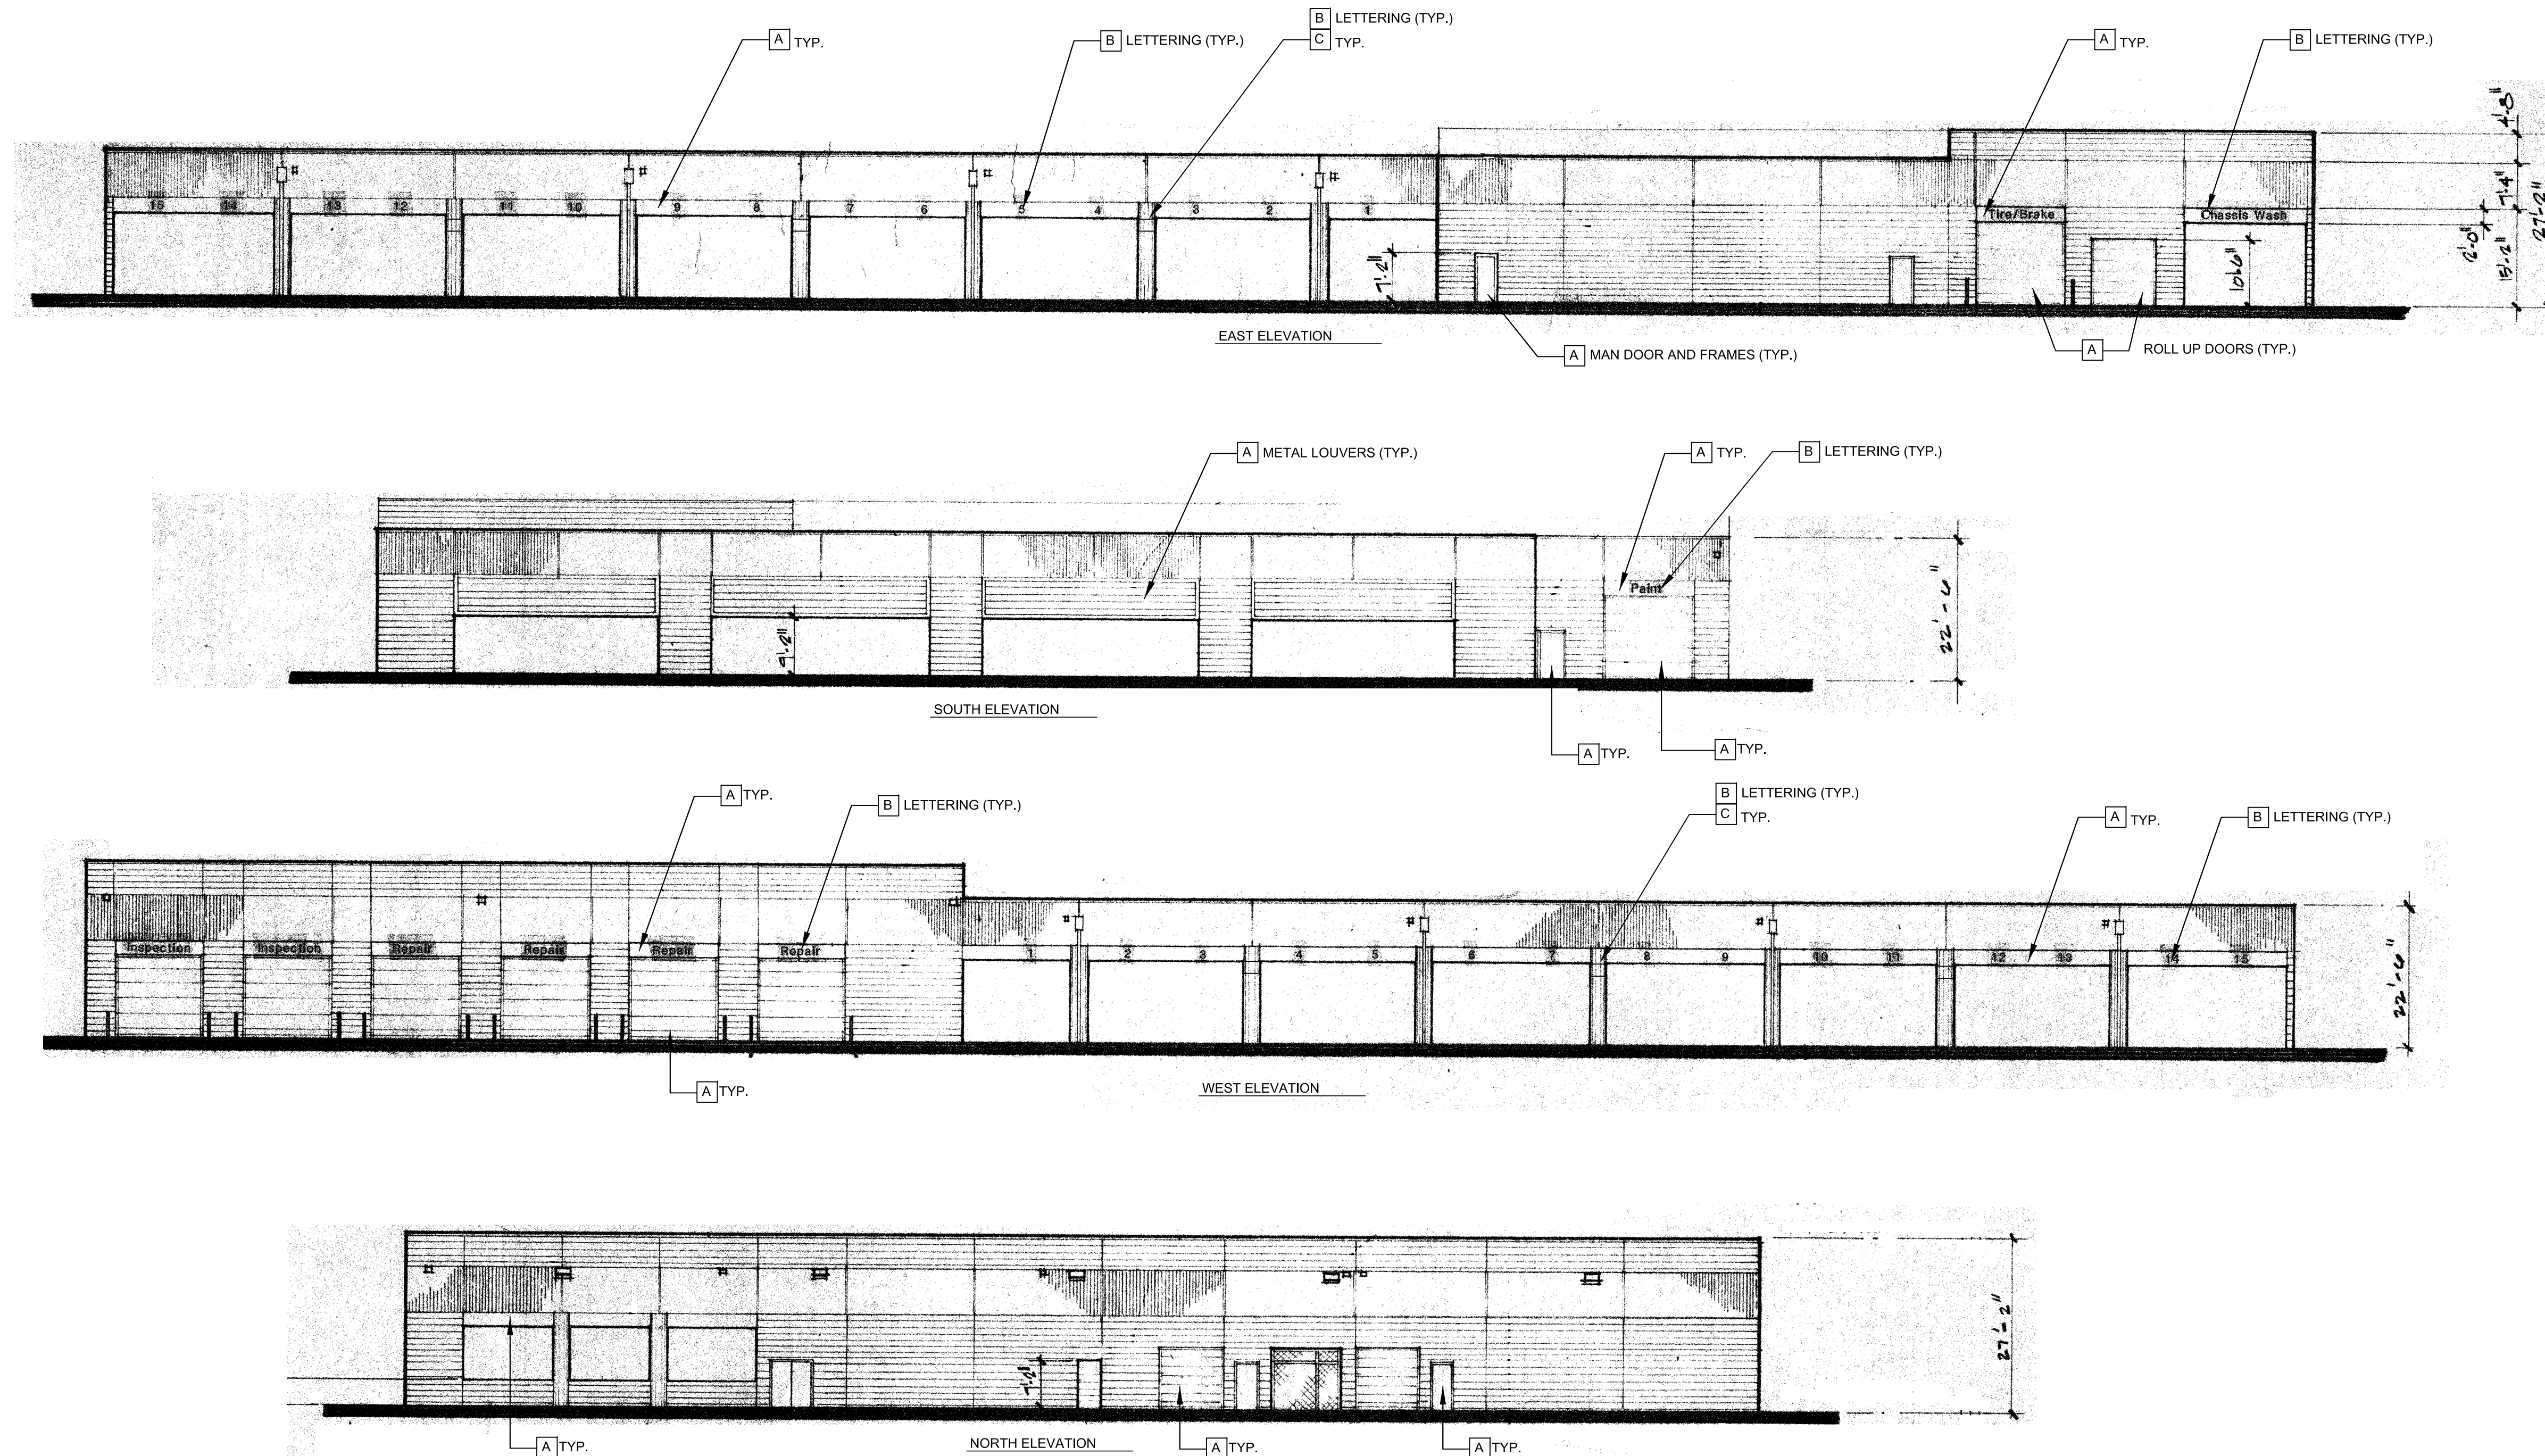 B LETTERING (TYP.)
A TYP.
B LETTERING (TYP.)
C TYP.
A TYP.
B LETTERING (TYP.)
4'-8"
7'-4"
27'-2"
15 14 13 12 11 10 9 8 7 6 5 4 3 2 1
Tire/Brake
Chassis Wash
2'-0"
15'-2"
7'-2"
10'-6"
EAST ELEVATION
A MAN DOOR AND FRAMES (TYP.)
A ROLL UP DOORS (TYP.)
A METAL LOUVERS (TYP.)
A TYP.
B LETTERING (TYP.)
Paint
22'-6"
9'-2"
SOUTH ELEVATION
A TYP.
A TYP.
A TYP.
B LETTERING (TYP.)
B LETTERING (TYP.)
C TYP.
A TYP.
B LETTERING (TYP.)
Inspection Inspection Repair Repair Repair Repair
1 2 3 4 5 6 7 8 9 10 11 12 13 14 15
22'-6"
A TYP.
WEST ELEVATION
27'-2"
7'-2"
A TYP.
NORTH ELEVATION
A TYP.
A TYP.